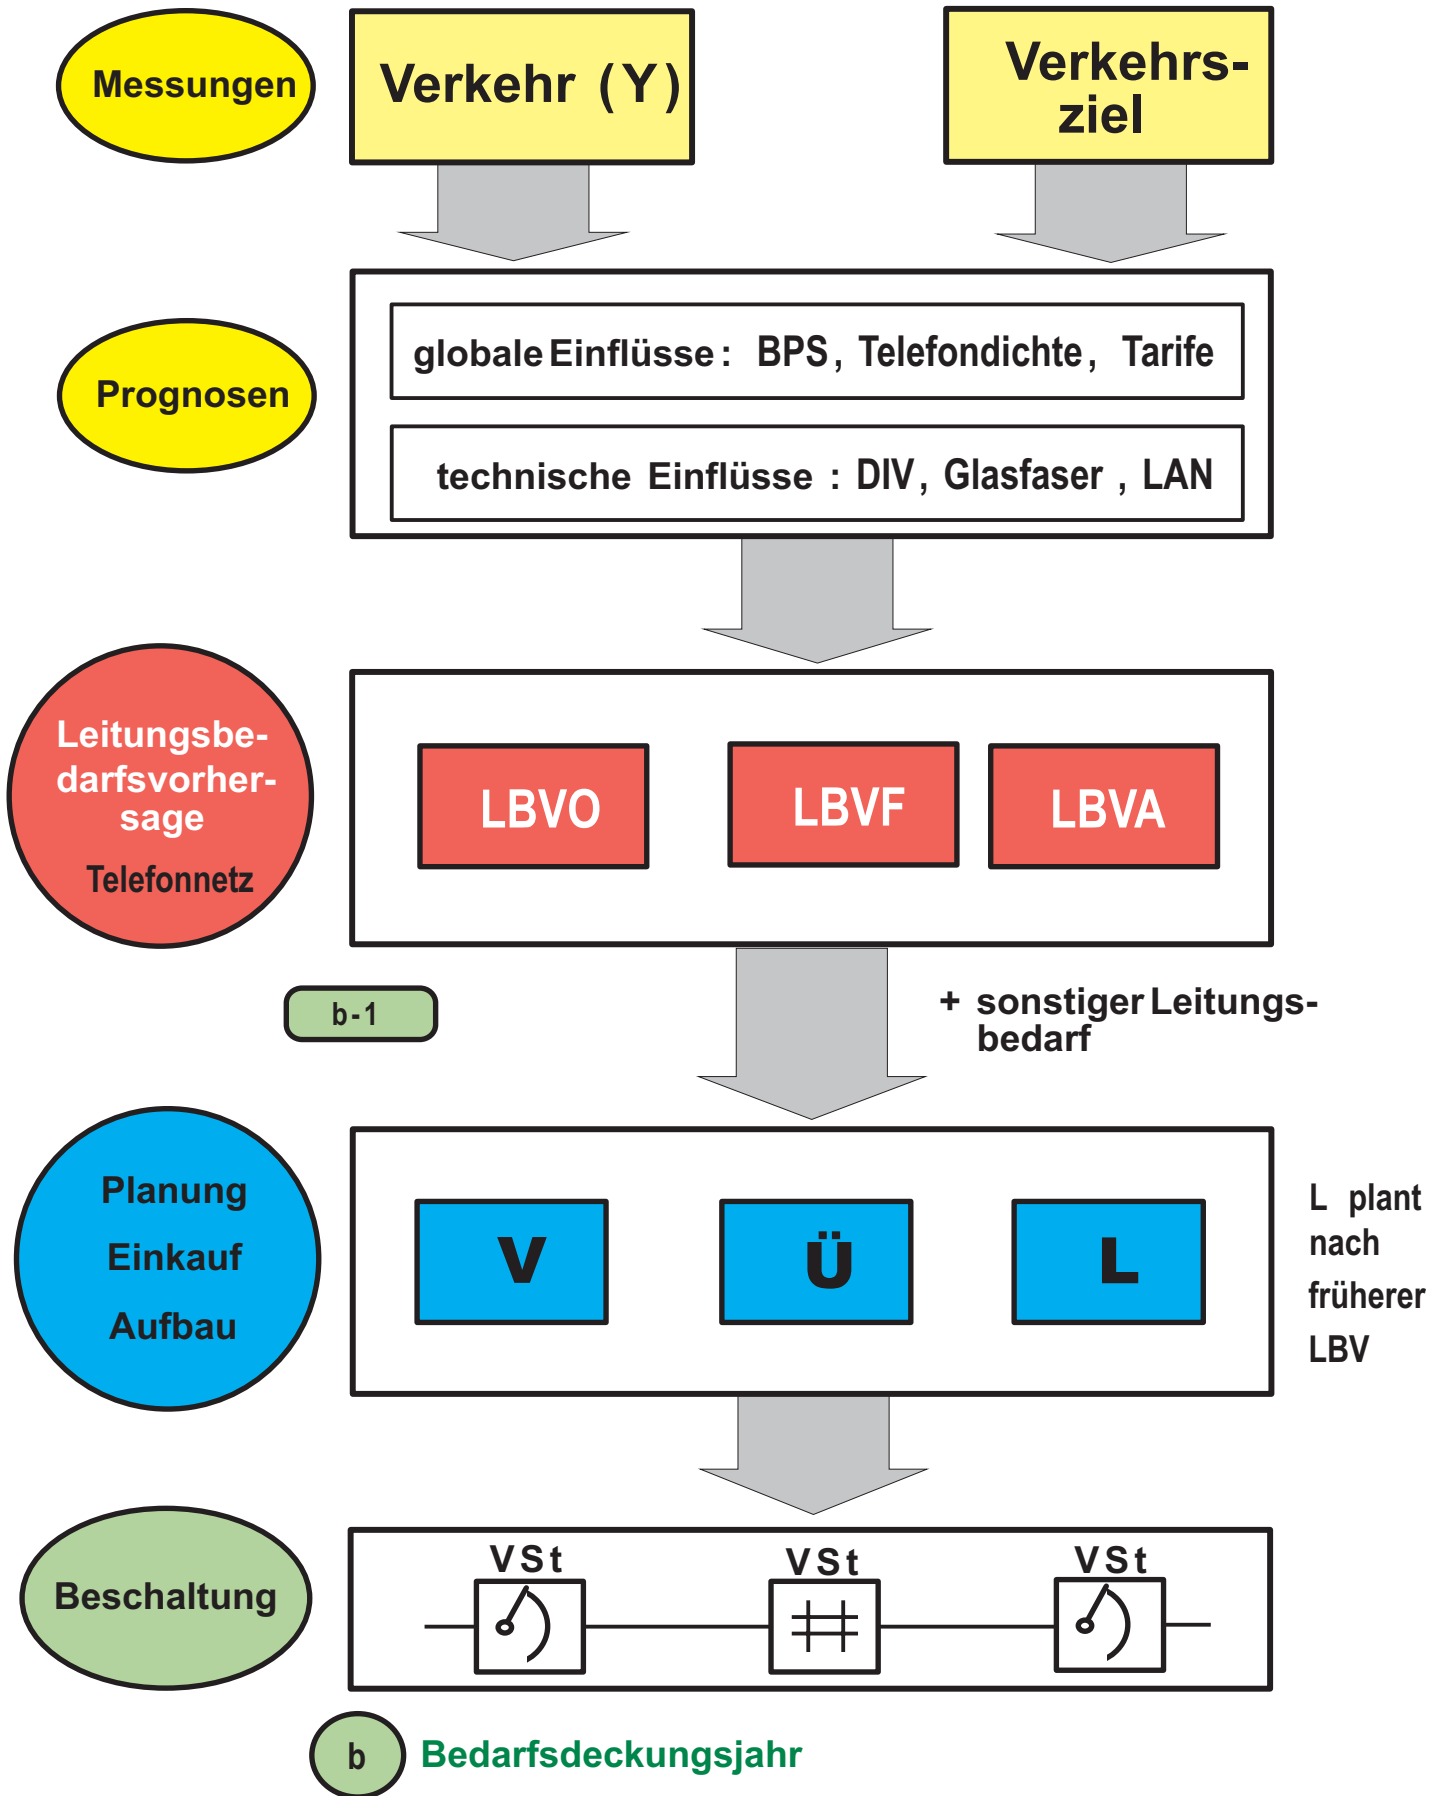 Messungen
Verkehr (Y)
Verkehrs-
ziel
Prognosen
globale Einflüsse: BPS, Telefondichte, Tarife
technische Einflüsse : DIV, Glasfaser , LAN
Leitungsbe-
darfsvorher-
sage
Telefonnetz
LBVO
LBVF
LBVA
b-1
+ sonstiger Leitungs-
bedarf
Planung
Einkauf
Aufbau
V
Ü
L
L plant
nach
früherer
LBV
Beschaltung
VSt
VSt
VSt
b
Bedarfsdeckungsjahr